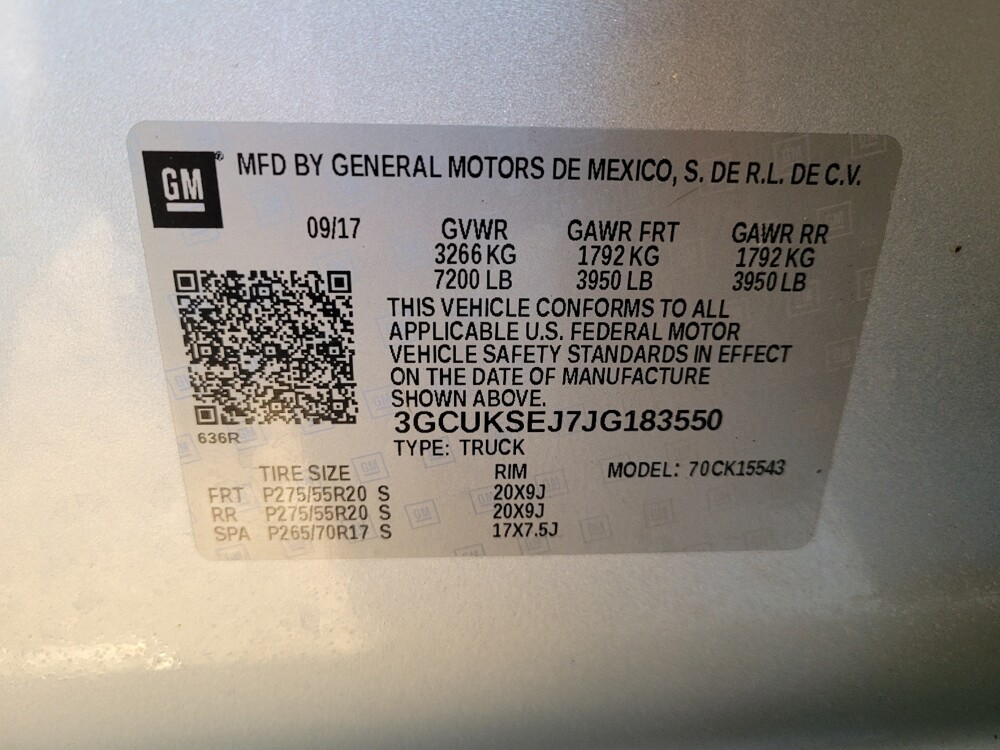 GM® MFD BY GENERAL MOTORS DE MEXICO, S. DE R.L. DE C.V.
09/17 GVWR GAWR FRT GAWR RR
3266 KG 1792 KG 1792 KG
7200 LB 3950 LB 3950 LB
THIS VEHICLE CONFORMS TO ALL
APPLICABLE U.S. FEDERAL MOTOR
VEHICLE SAFETY STANDARDS IN EFFECT
ON THE DATE OF MANUFACTURE
SHOWN ABOVE.
3GCUKSEJ7JG183550
636R
TYPE: TRUCK
TIRE SIZE RIM MODEL: 70CK15543
FRT P275/55R20 S 20X9J
RR P275/55R20 S 20X9J
SPA P265/70R17 S 17X7.5J